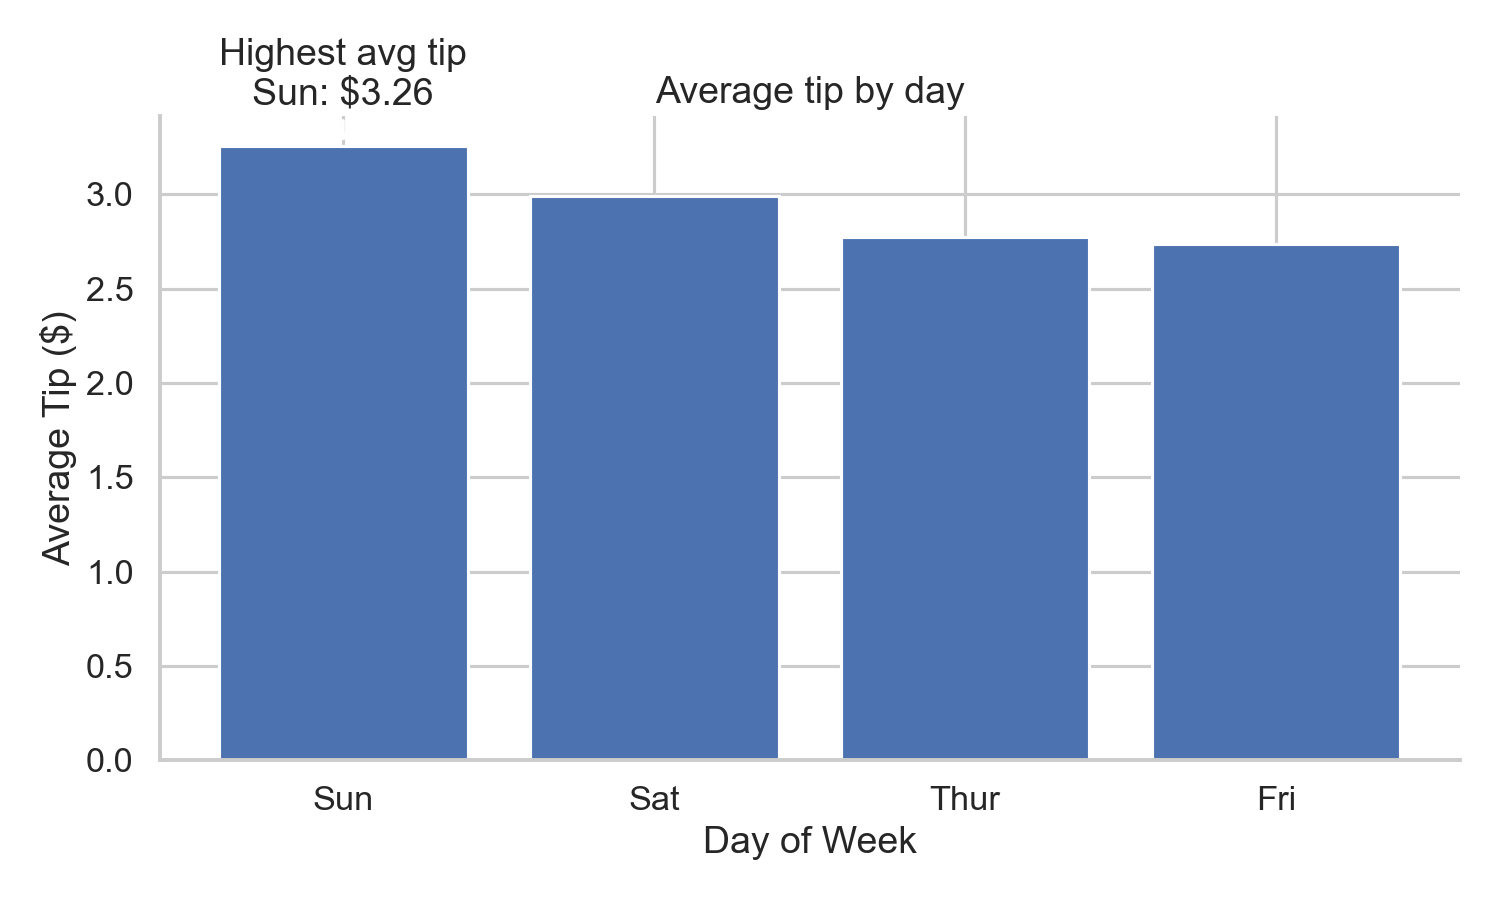 Highest avg tip
Sun: $3.26
Average tip by day
Average Tip ($)
3.0
2.5
2.0
1.5
1.0
0.5
0.0
Sun
Sat
Thur
Fri
Day of Week